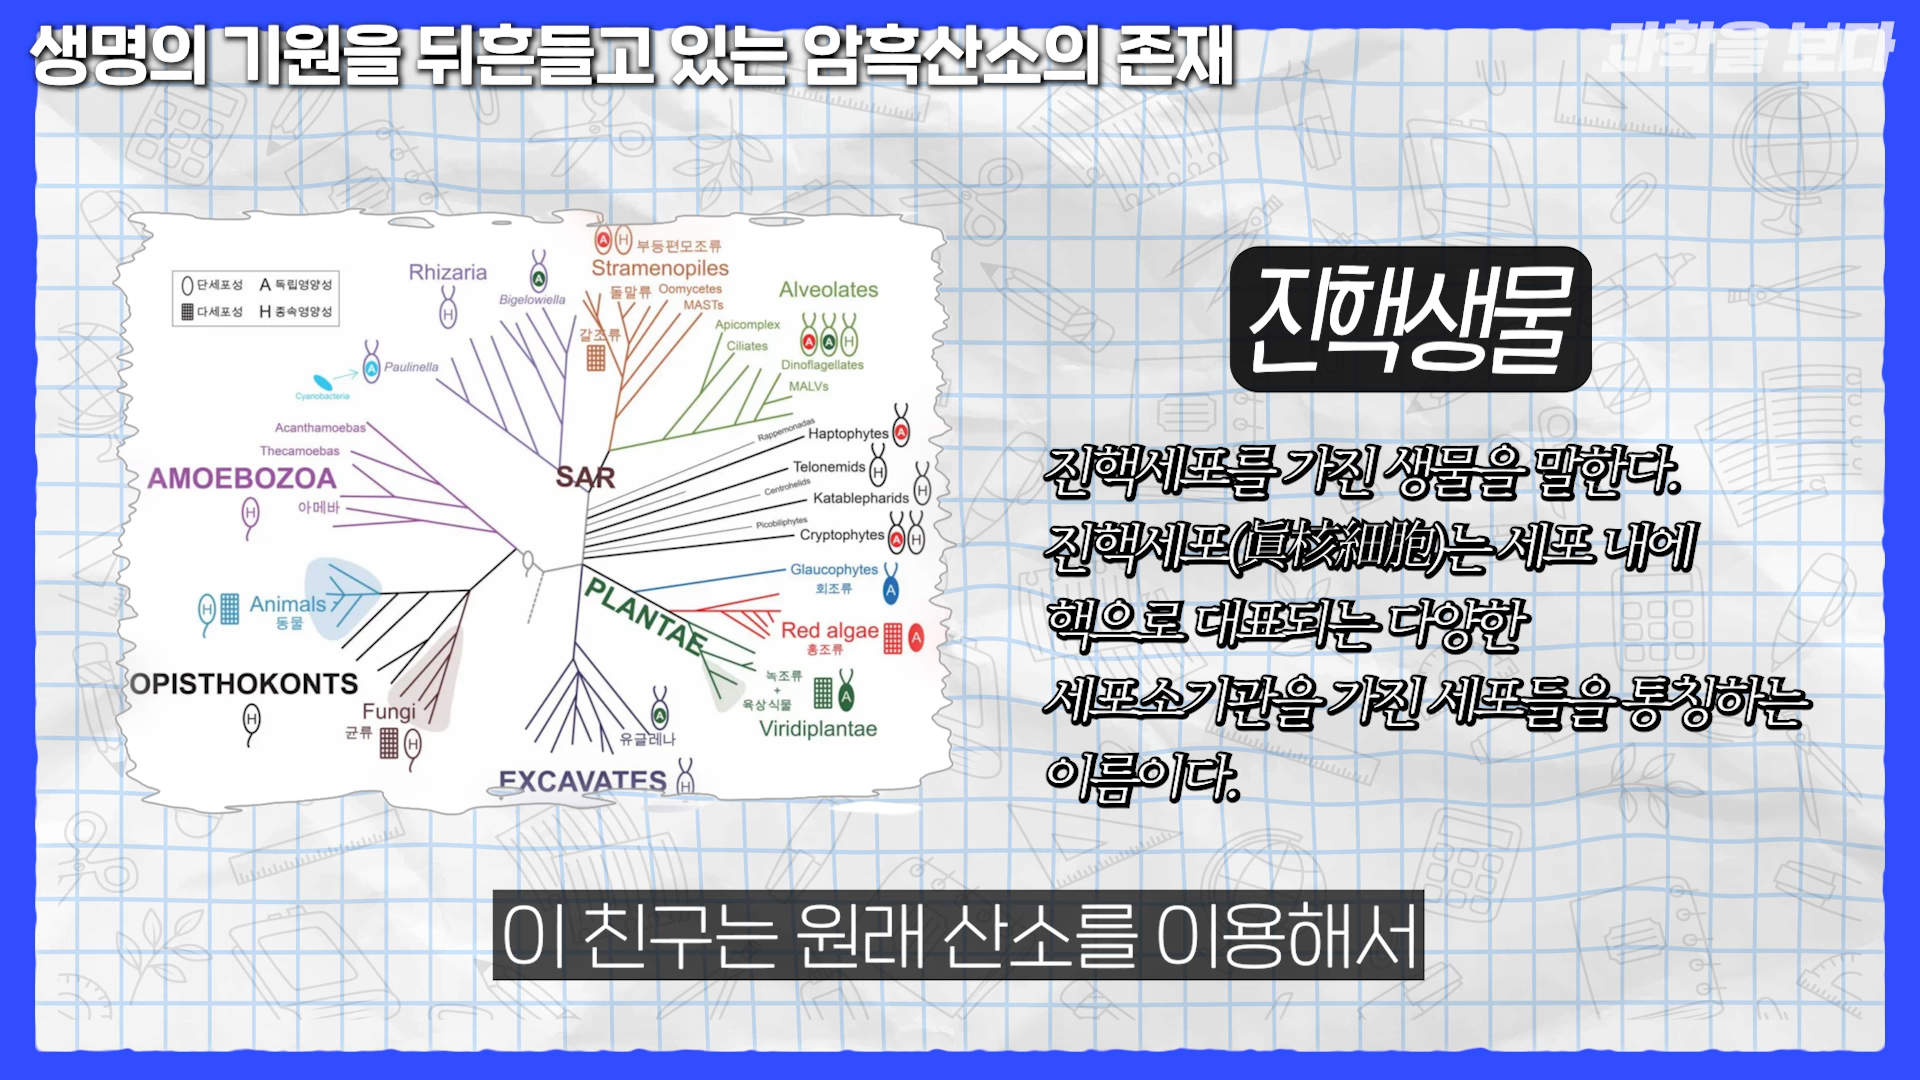 생명의 기원을 뒤흔들고 있는 암흑산소의 존재
과학을 보다
단세포성 A 독립영양성
다세포성 H 종속영양성
Rhizaria
Bigelowiella
A
H
A H 부등편모조류
Stramenopiles
돌말류 Oomycetes
MASTs
갈조류
Alveolates
Apicomplex
Ciliates
A A H
Dinoflagellates
MALVs
A Paulinella
Cyanobacteria
Acanthamoebas
Thecamoebas
AMOEBOZOA
H
아메바
SAR
Rappemonadas
Haptophytes A
Telonemids H
Centrohelids
Katablepharids H
Picobiliphytes
Cryptophytes A H
Glaucophytes
회조류
A
PLANTAE
Red algae
홍조류
A
녹조류
+
육상식물
A
Viridiplantae
H Animals
동물
OPISTHOKONTS
H
Fungi
균류
H
A
유글레나
EXCAVATES H
진핵생물
진핵세포를 가진 생물을 말한다.
진핵세포(眞核細胞)는 세포 내에
핵으로 대표되는 다양한
세포소기관을 가진 세포들을 통칭하는
이름이다.
이 친구는 원래 산소를 이용해서